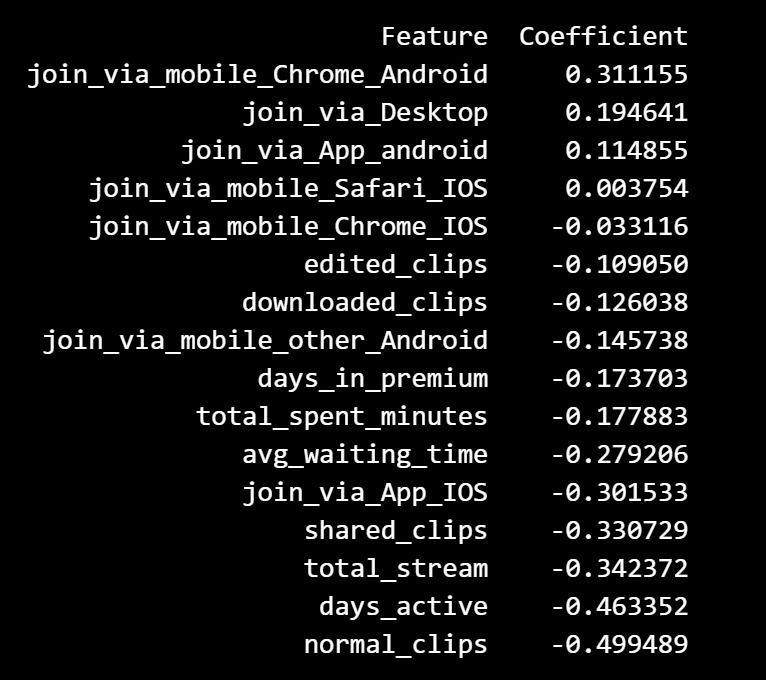 Feature Coefficient
join_via_mobile_Chrome_Android 0.311155
join_via_Desktop 0.194641
join_via_App_android 0.114855
join_via_mobile_Safari_IOS 0.003754
join_via_mobile_Chrome_IOS -0.033116
edited_clips -0.109050
downloaded_clips -0.126038
join_via_mobile_other_Android -0.145738
days_in_premium -0.173703
total_spent_minutes -0.177883
avg_waiting_time -0.279206
join_via_App_IOS -0.301533
shared_clips -0.330729
total_stream -0.342372
days_active -0.463352
normal_clips -0.499489